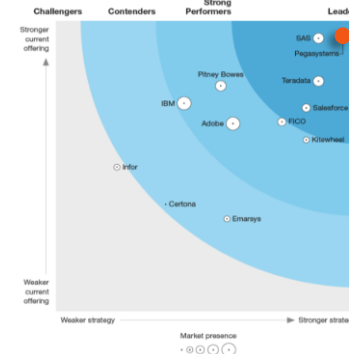 Challengers Contenders Strong Performers Leade
Stronger current offering
SAS
Pegasystems
Pitney Bowes
Teradata
IBM
Salesforce
Adobe
FICO
Kitewheel
Infor
Certona
Emarsys
Weaker current offering
Weaker strategy Stronger strate
Market presence